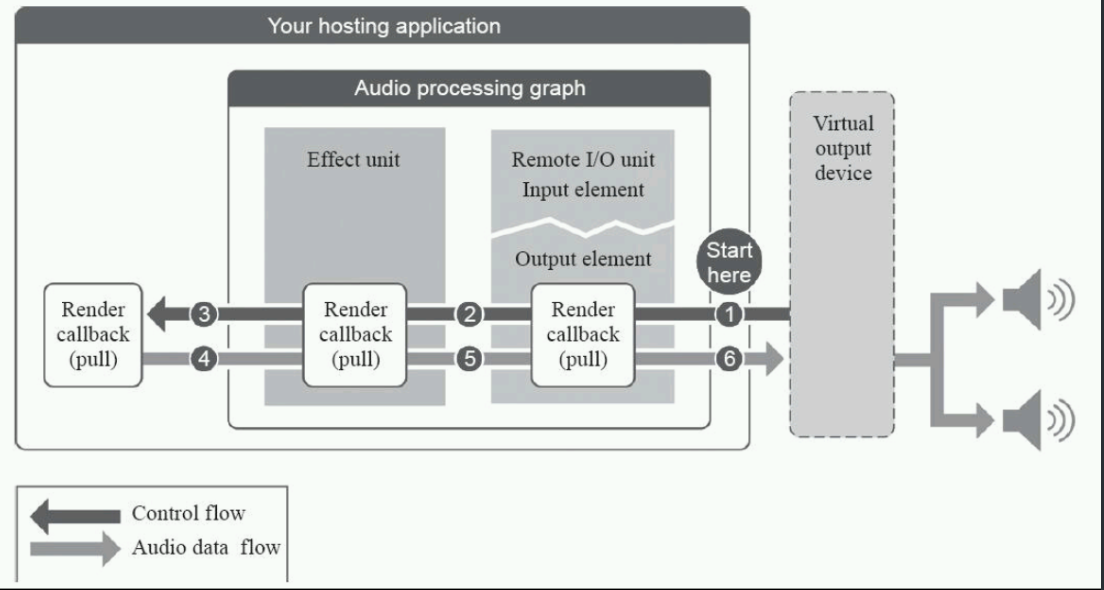 Your hosting application
Audio processing graph
Effect unit
Remote I/O unit
Input element
Output element
Virtual
output
device
Start
here
Render
callback
(pull)
Render
callback
(pull)
Render
callback
(pull)
3
2
1
4
5
6
Control flow
Audio data flow